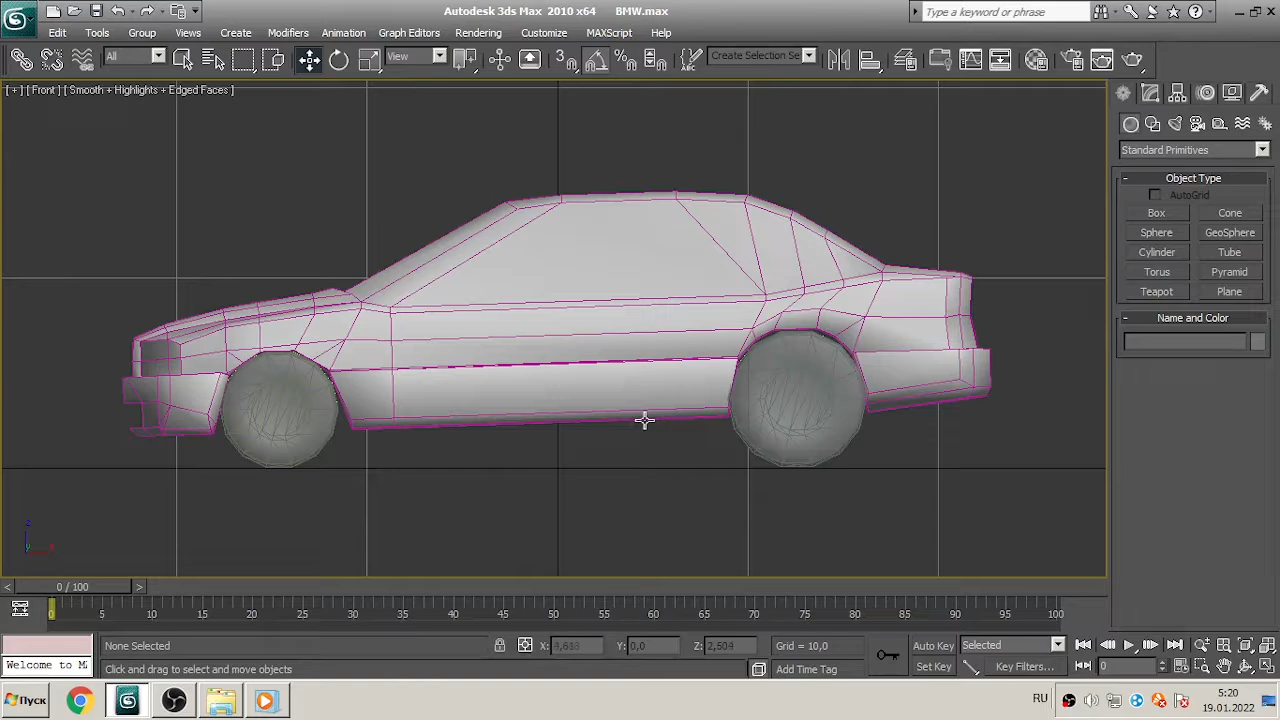 Autodesk 3ds Max 2010 x64 BMW.max
Type a keyword or phrase
Edit Tools Group Views Create Modifiers Animation Graph Editors Rendering Customize MAXScript Help
All View Create Selection Se
[ + ] [ Front ] [ Smooth + Highlights + Edged Faces ]
Standard Primitives
- Object Type
AutoGrid
Box Cone
Sphere GeoSphere
Cylinder Tube
Torus Pyramid
Teapot Plane
- Name and Color
z
x
< 0 / 100 >
0 5 10 15 20 25 30 35 40 45 50 55 60 65 70 75 80 85 90 95 100
None Selected X: 4,633 Y: 0,0 Z: 2,504 Grid = 10,0 Auto Key Selected
Welcome to M Click and drag to select and move objects Add Time Tag Set Key Key Filters... 0
Пуск RU 5:20
19.01.2022